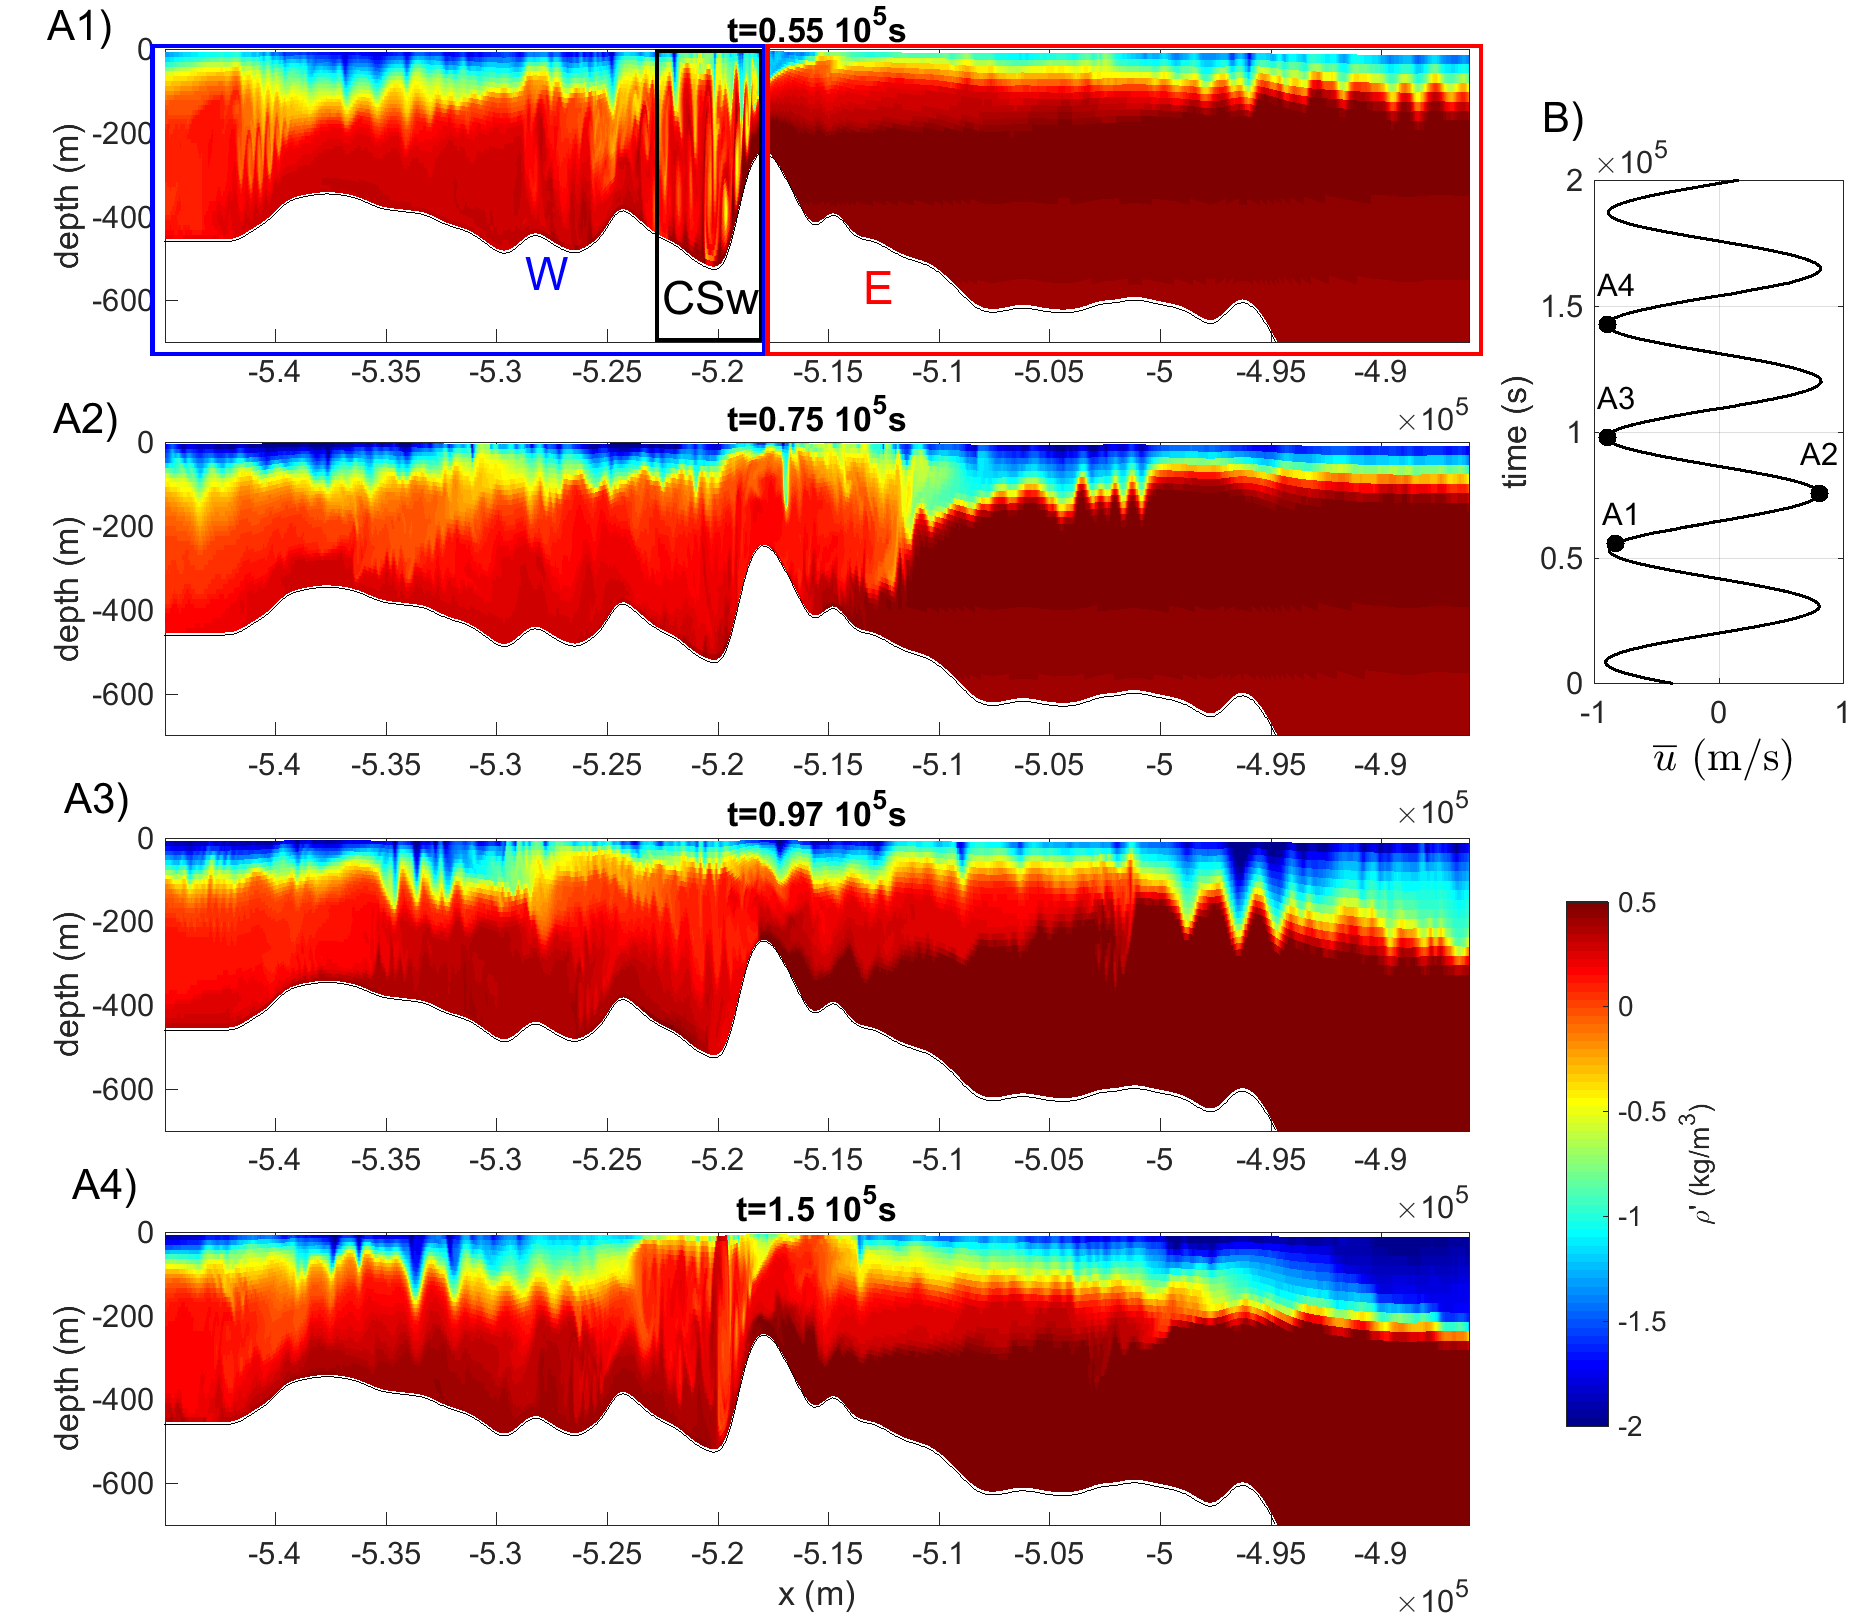 A1)
t=0.55 10^5s
0
-200
-400
-600
depth (m)
W
CSw
E
-5.4 -5.35 -5.3 -5.25 -5.2 -5.15 -5.1 -5.05 -5 -4.95 -4.9
×10^5
A2)
t=0.75 10^5s
0
-200
-400
-600
depth (m)
-5.4 -5.35 -5.3 -5.25 -5.2 -5.15 -5.1 -5.05 -5 -4.95 -4.9
×10^5
A3)
t=0.97 10^5s
0
-200
-400
-600
depth (m)
-5.4 -5.35 -5.3 -5.25 -5.2 -5.15 -5.1 -5.05 -5 -4.95 -4.9
×10^5
A4)
t=1.5 10^5s
0
-200
-400
-600
depth (m)
-5.4 -5.35 -5.3 -5.25 -5.2 -5.15 -5.1 -5.05 -5 -4.95 -4.9
x (m)
×10^5
B)
×10^5
2
1.5
1
0.5
0
time (s)
A4
A3
A2
A1
-1 0 1
u̅ (m/s)
0.5
0
-0.5
-1
-1.5
-2
ρ' (kg/m^3)